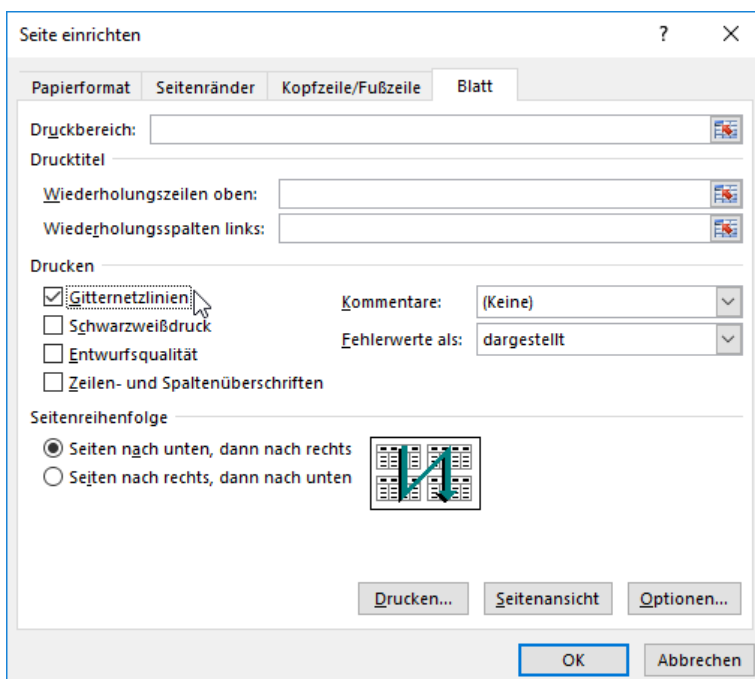 Seite einrichten ?
Papierformat Seitenränder Kopfzeile/Fußzeile Blatt
Druckbereich:
Drucktitel
Wiederholungszeilen oben:
Wiederholungsspalten links:
Drucken
Gitternetzlinien Kommentare: (Keine)
Schwarzweißdruck Fehlerwerte als: dargestellt
Entwurfsqualität
Zeilen- und Spaltenüberschriften
Seitenreihenfolge
Seiten nach unten, dann nach rechts
Seiten nach rechts, dann nach unten
Drucken... Seitenansicht Optionen...
OK Abbrechen